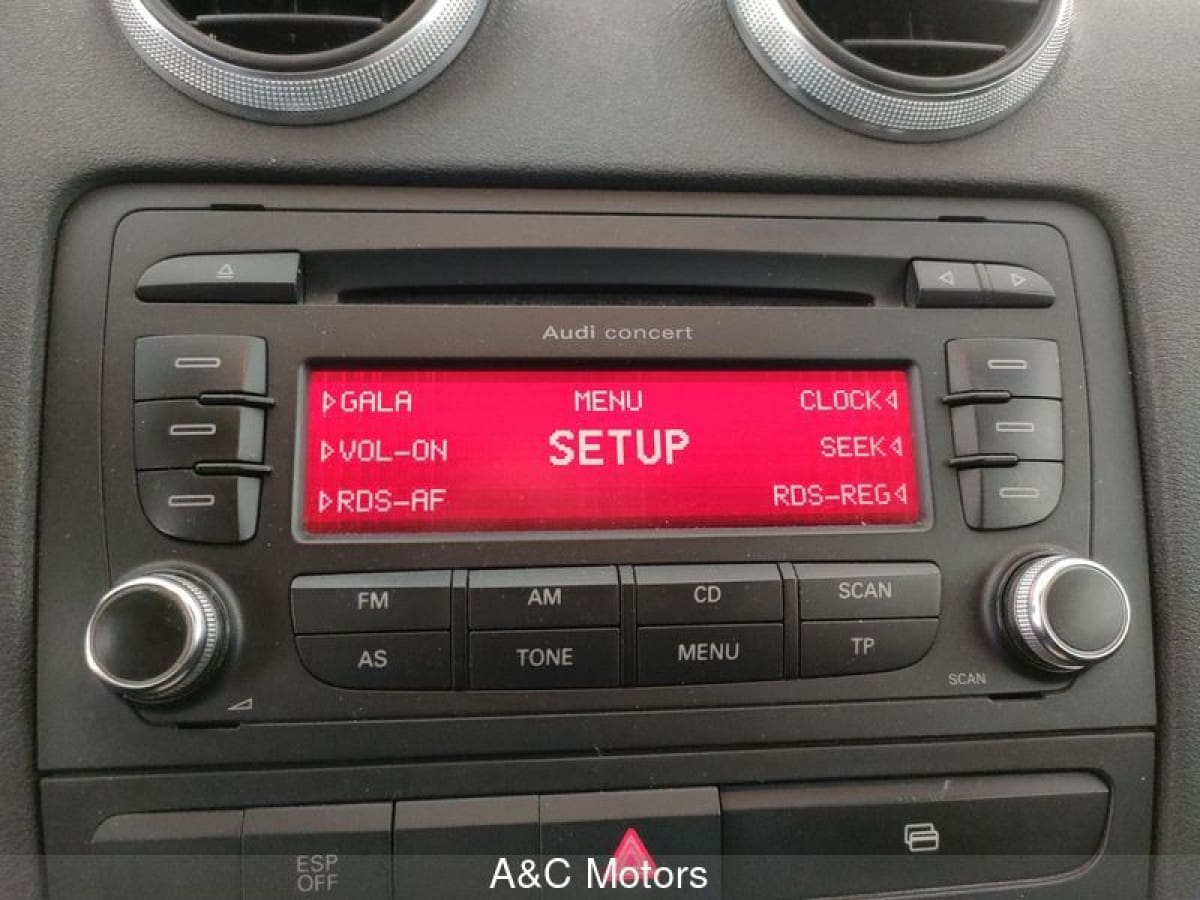 Audi concert
GALA MENU CLOCK
VOL-ON SETUP SEEK
RDS-AF RDS-REG
FM AM CD SCAN
AS TONE MENU TP
SCAN
ESP
OFF
A&C Motors